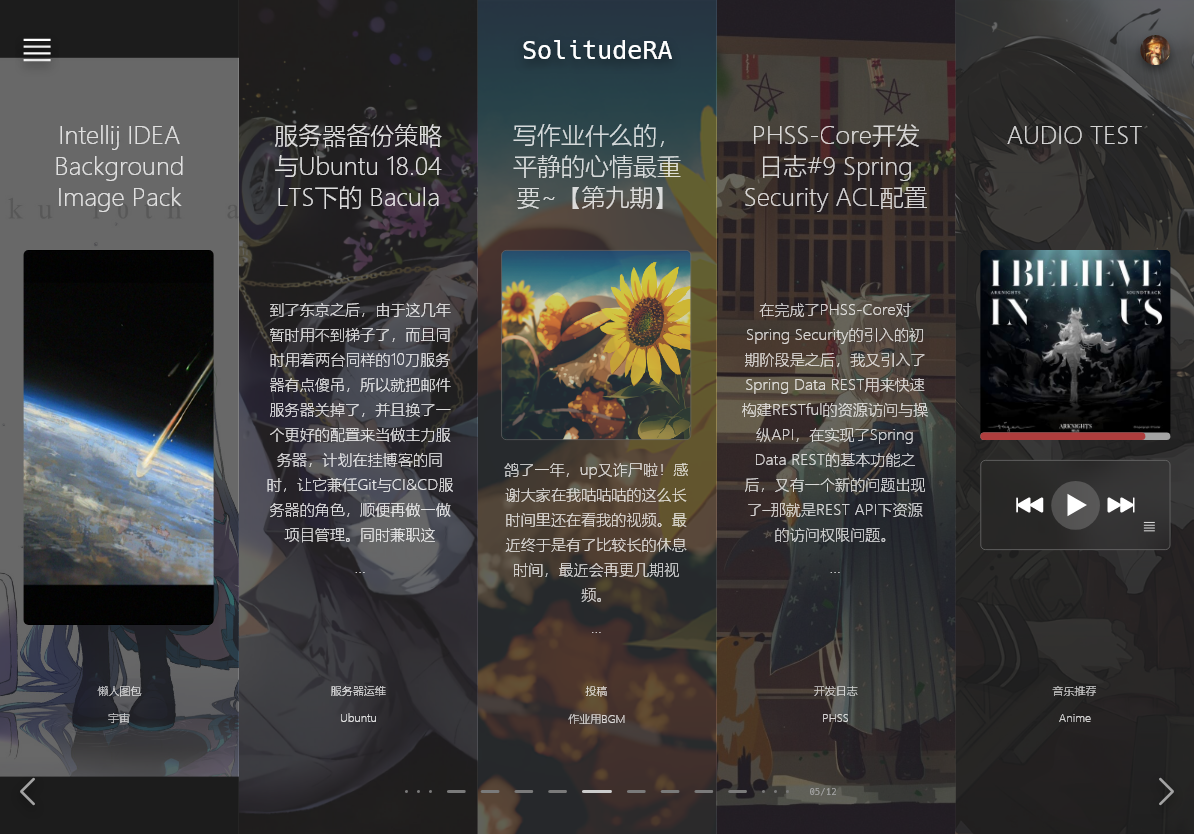 SolitudeRA
Intellij IDEA
Background
Image Pack
懒人图包
宇宙
服务器备份策略
与Ubuntu 18.04
LTS下的 Bacula
到了东京之后，由于这几年
暂时用不到梯子了，而且同
时用着两台同样的10刀服务
器有点傻吊，所以就把邮件
服务器关掉了，并且换了一
个更好的配置来当做主力服
务器，计划在挂博客的同
时，让它兼任Git与CI&CD服
务器的角色，顺便再做一做
项目管理。同时兼职这
...
服务器运维
Ubuntu
写作业什么的，
平静的心情最重
要~【第九期】
鸽了一年，up又诈尸啦！感
谢大家在我咕咕咕的这么长
时间里还在看我的视频。最
近终于是有了比较长的休息
时间，最近会再更几期视
频。
...
投稿
作业用BGM
PHSS-Core开发
日志#9 Spring
Security ACL配置
在完成了PHSS-Core对
Spring Security的引入的初
期阶段是之后，我又引入了
Spring Data REST用来快速
构建RESTful的资源访问与操
纵API，在实现了Spring
Data REST的基本功能之
后，又有一个新的问题出现
了--那就是REST API下资源
的访问权限问题。
...
开发日志
PHSS
AUDIO TEST
I BELIEVE
ARKNIGHTS SOUNDTRACK
IN US
ARKNIGHTS
音乐推荐
Anime
05/12